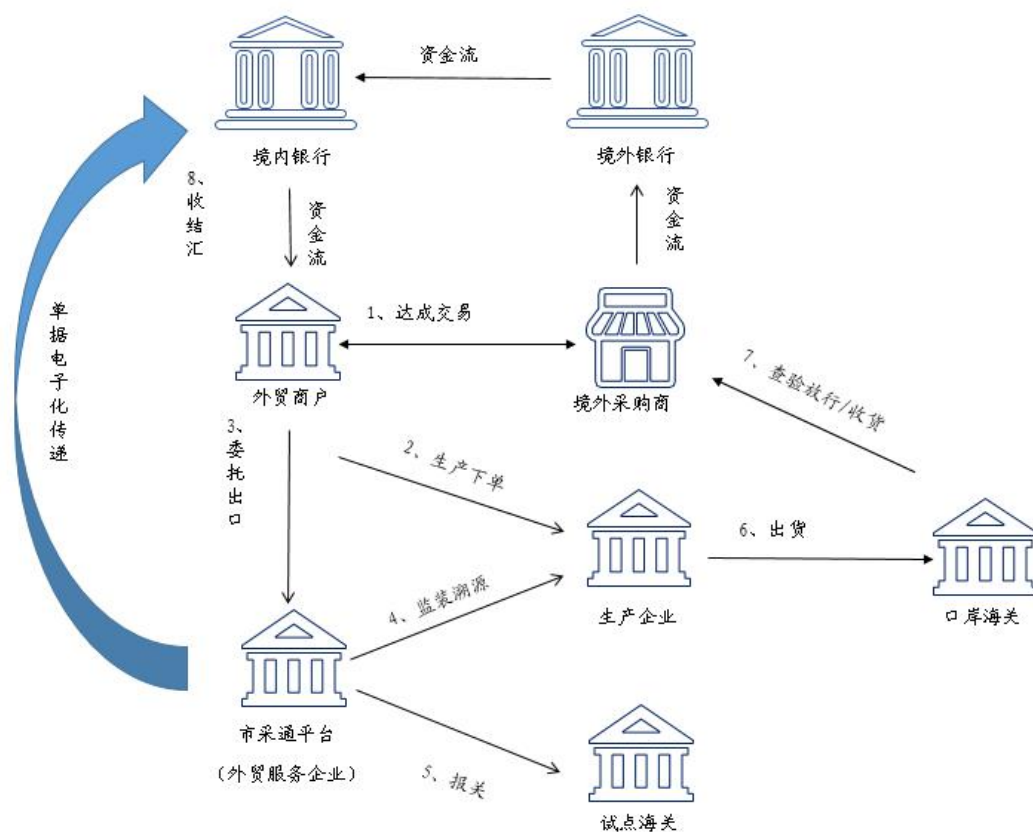 资金流
境内银行
境外银行
8、收结汇
资金流
资金流
单据电子化传递
1、达成交易
外贸商户
境外采购商
7、查验放行/收货
3、委托出口
2、生产下单
6、出货
4、监装溯源
生产企业
口岸海关
市采通平台
（外贸服务企业）
5、报关
试点海关